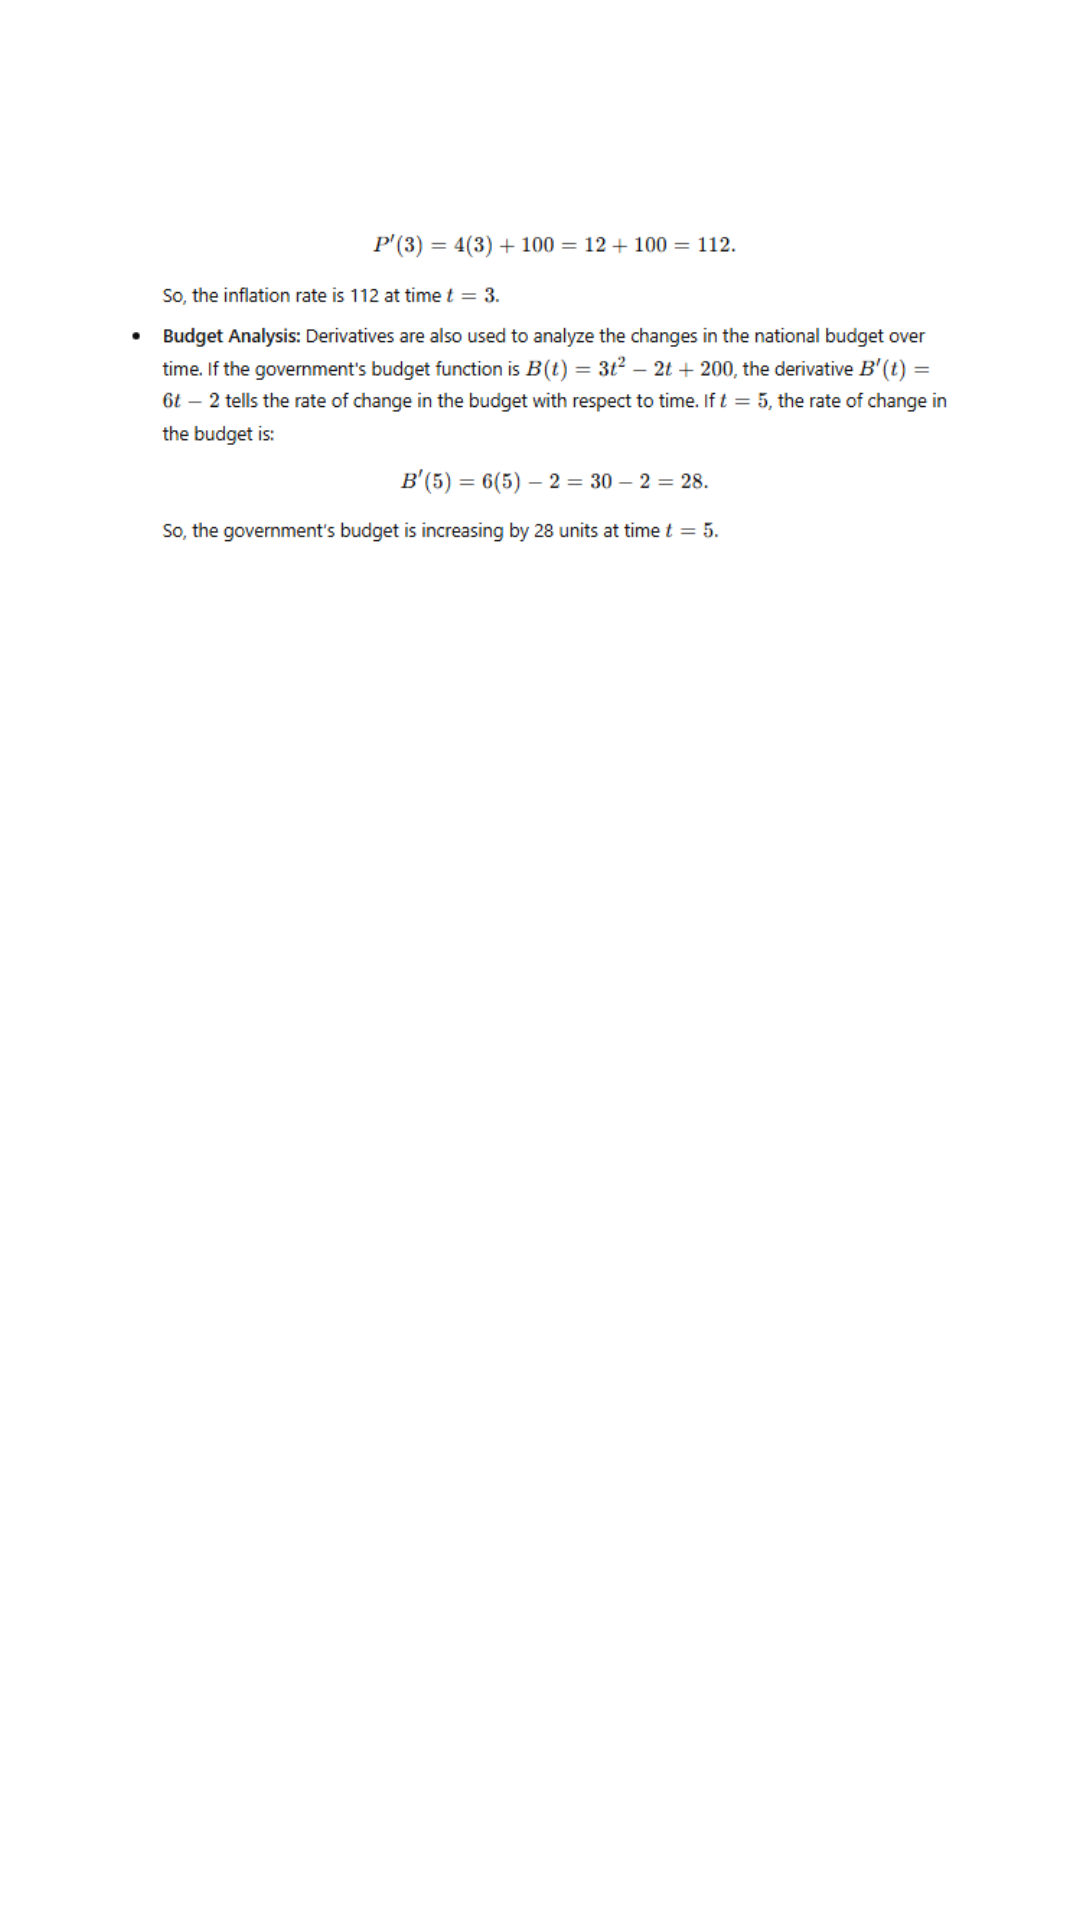 P′(3) = 4(3) + 100 = 12 + 100 = 112.
So, the inflation rate is 112 at time t = 3.
• Budget Analysis: Derivatives are also used to analyze the changes in the national budget over
time. If the government's budget function is B(t) = 3t² − 2t + 200, the derivative B′(t) =
6t − 2 tells the rate of change in the budget with respect to time. If t = 5, the rate of change in
the budget is:
B′(5) = 6(5) − 2 = 30 − 2 = 28.
So, the government's budget is increasing by 28 units at time t = 5.